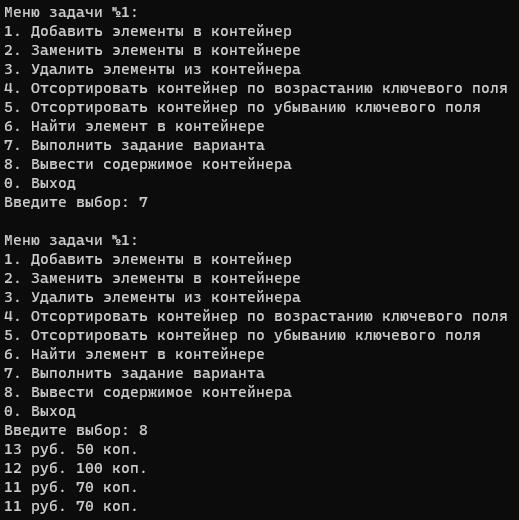 Меню задачи №1:
1. Добавить элементы в контейнер
2. Заменить элементы в контейнере
3. Удалить элементы из контейнера
4. Отсортировать контейнер по возрастанию ключевого поля
5. Отсортировать контейнер по убыванию ключевого поля
6. Найти элемент в контейнере
7. Выполнить задание варианта
8. Вывести содержимое контейнера
0. Выход
Введите выбор: 7
Меню задачи №1:
1. Добавить элементы в контейнер
2. Заменить элементы в контейнере
3. Удалить элементы из контейнера
4. Отсортировать контейнер по возрастанию ключевого поля
5. Отсортировать контейнер по убыванию ключевого поля
6. Найти элемент в контейнере
7. Выполнить задание варианта
8. Вывести содержимое контейнера
0. Выход
Введите выбор: 8
13 руб. 50 коп.
12 руб. 100 коп.
11 руб. 70 коп.
11 руб. 70 коп.